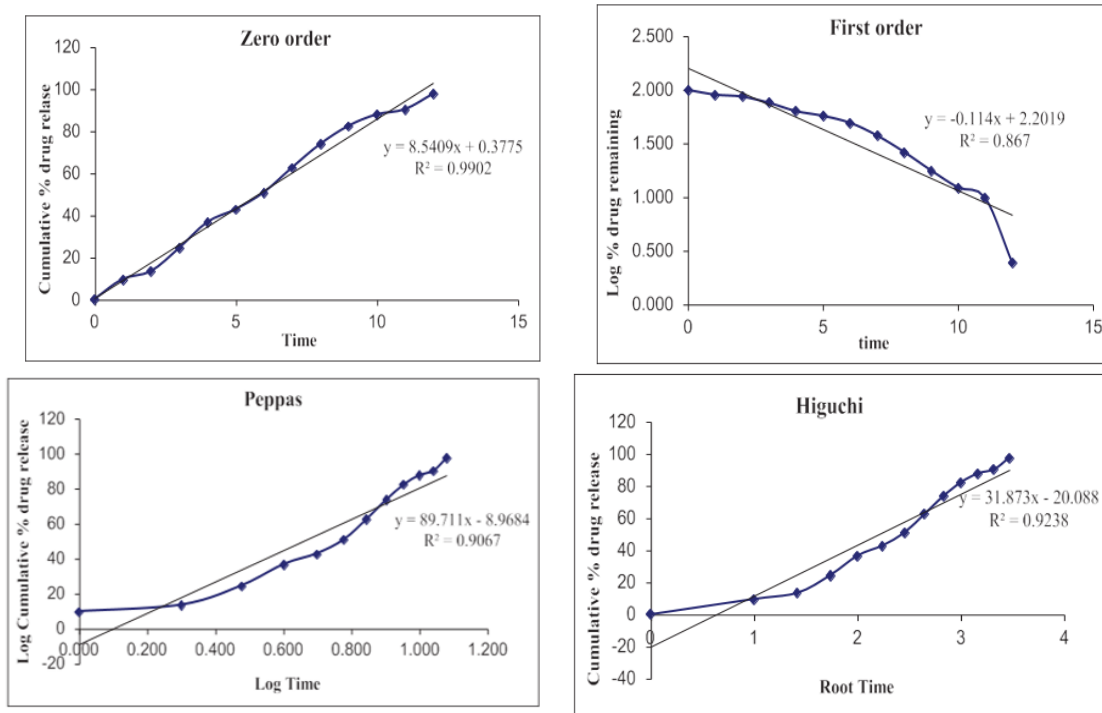 Zero order
120
100
80
60
40
20
0
Cumulative % drug relase
y = 8.5409x + 0.3775
R² = 0.9902
0 5 10 15
Time
First order
2.500
2.000
1.500
1.000
0.500
0.000
Log % drug remaining
y = -0.114x + 2.2019
R² = 0.867
0 5 10 15
time
Peppas
120
100
80
60
40
20
0
-20
Log Cumulative % drug release
y = 89.711x - 8.9684
R² = 0.9067
0.000 0.200 0.400 0.600 0.800 1.000 1.200
Log Time
Higuchi
120
100
80
60
40
20
0
-20
-40
Cumulative % drug release
y = 31.873x - 20.088
R² = 0.9238
0 1 2 3 4
Root Time